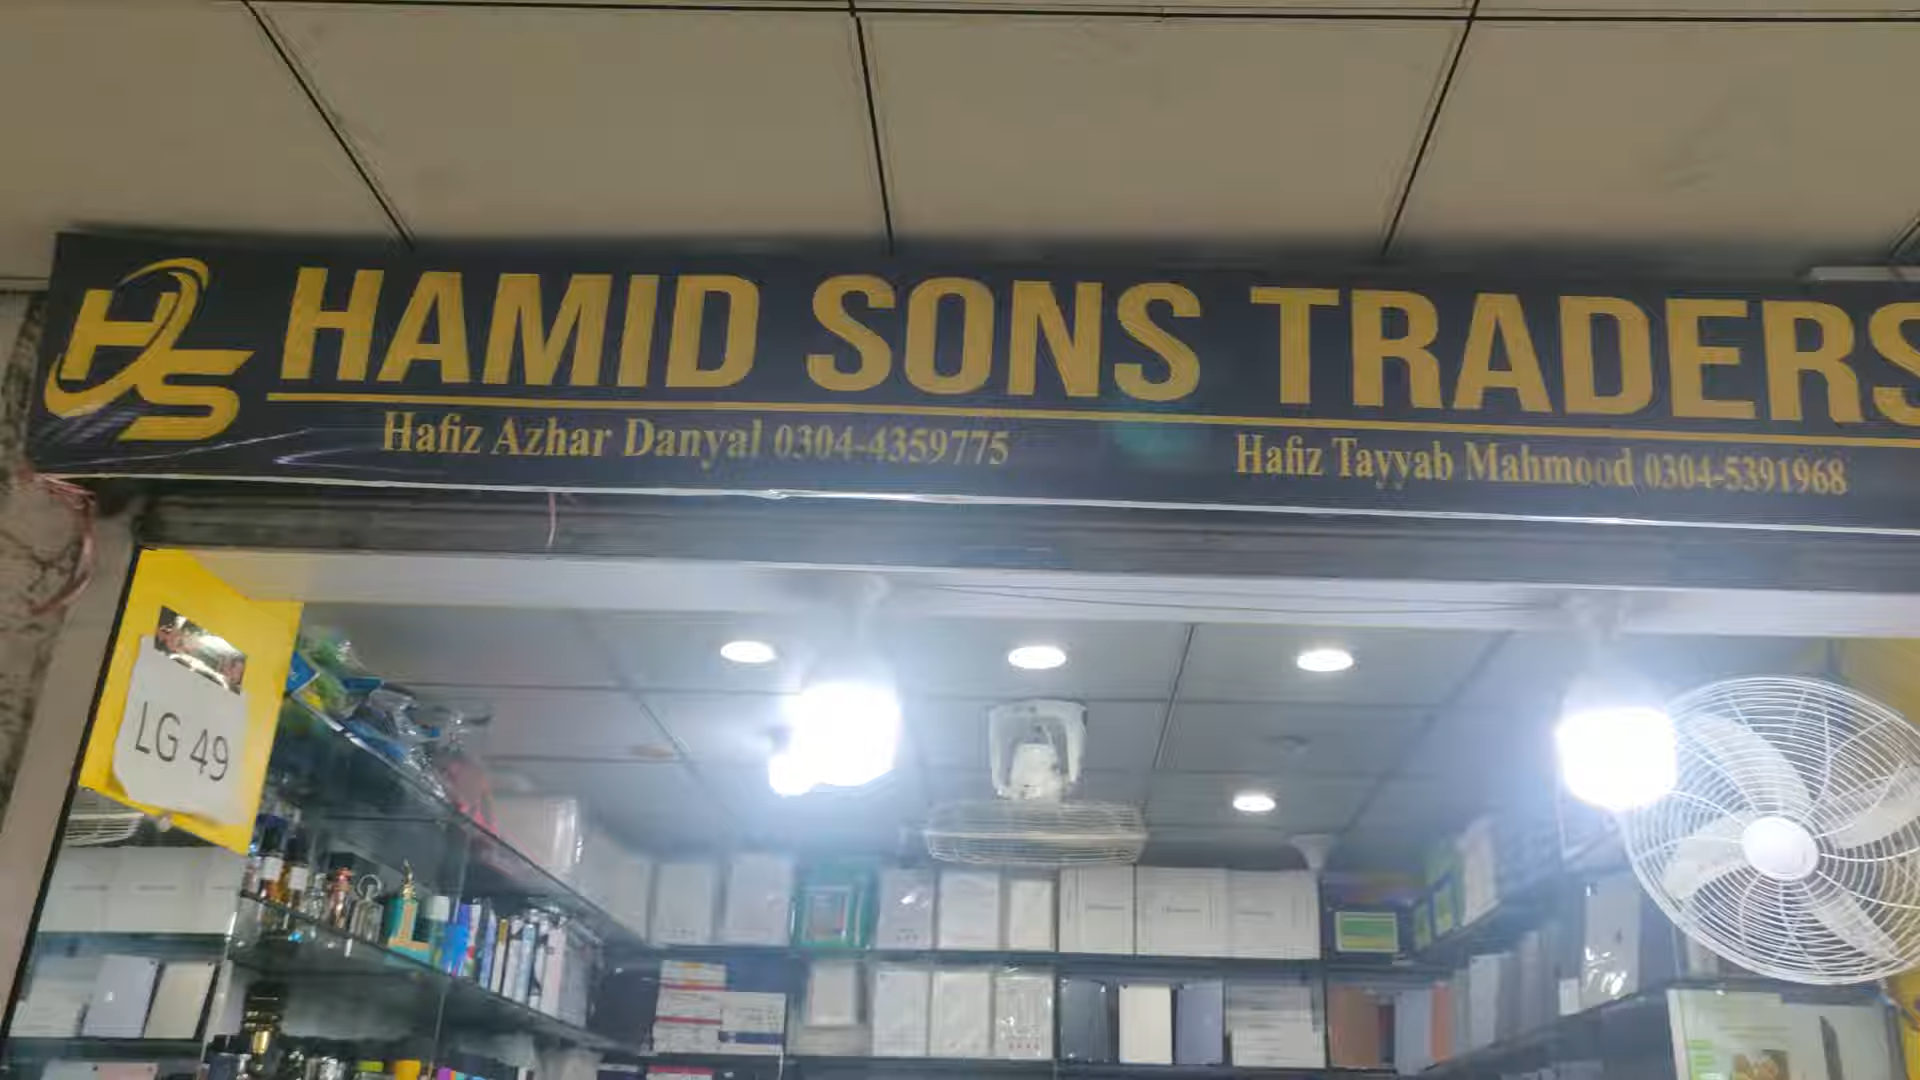 HS
HAMID SONS TRADERS
Hafiz Azhar Danyal 0304-4359775
Hafiz Tayyab Mahmood 0304-5391968
LG 49